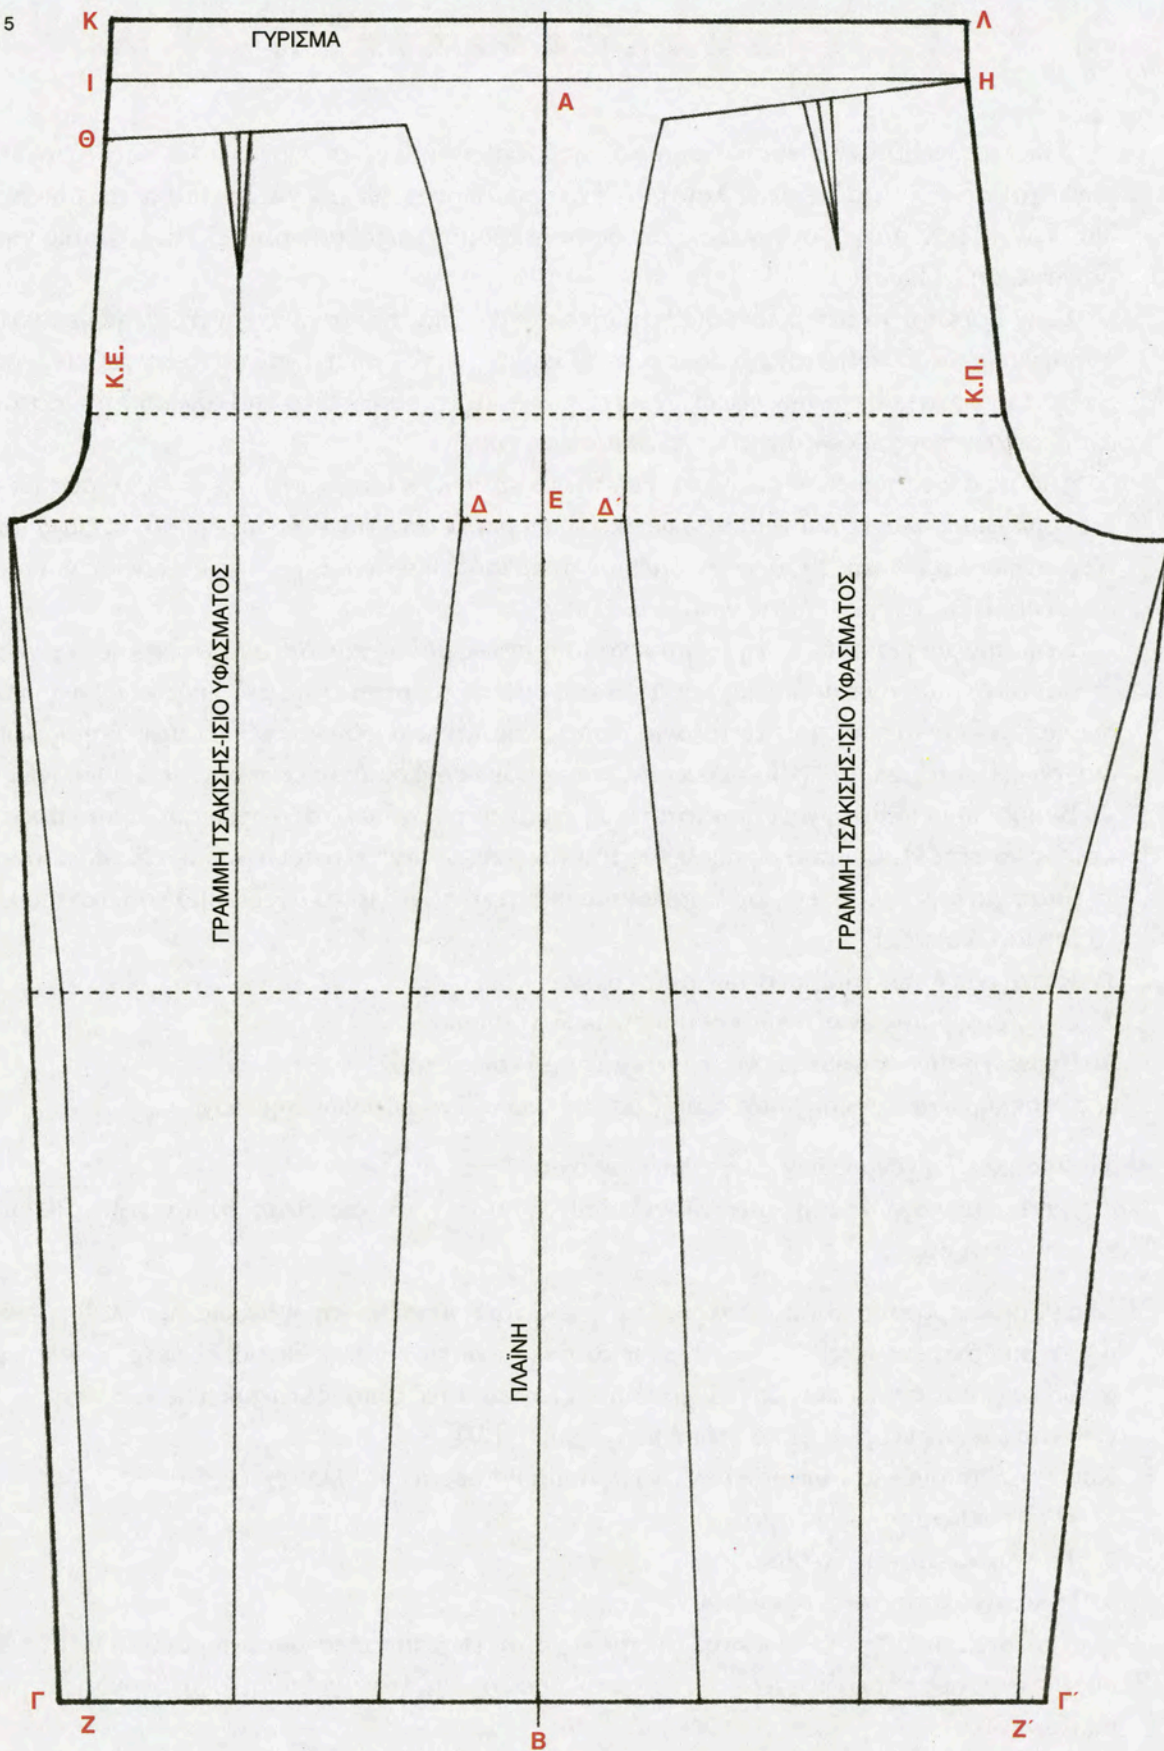 5
Κ
Λ
ΓΥΡΙΣΜΑ
Ι
Η
Α
Θ
Κ.Ε.
Κ.Π.
Δ
Ε
Δ´
ΓΡΑΜΜΗ ΤΣΑΚΙΣΗΣ-ΙΣΙΟ ΥΦΑΣΜΑΤΟΣ
ΓΡΑΜΜΗ ΤΣΑΚΙΣΗΣ-ΙΣΙΟ ΥΦΑΣΜΑΤΟΣ
ΠΛΑΪΝΗ
Γ
Γ´
Ζ
Β
Ζ´